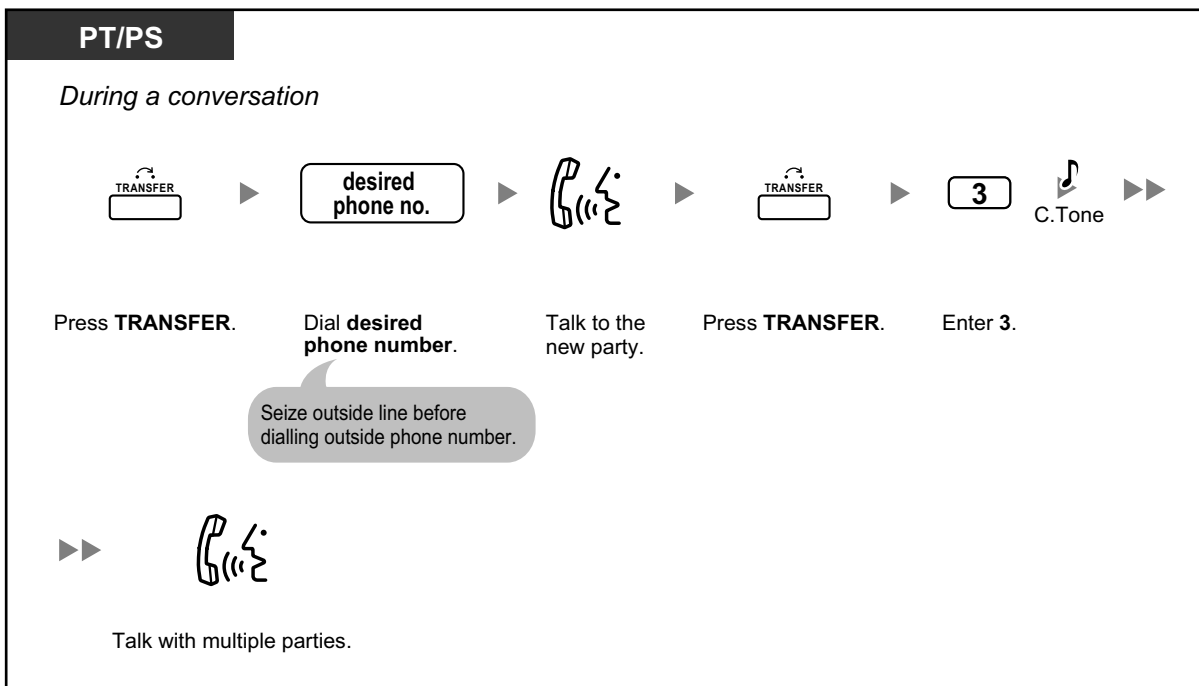 PT/PS
During a conversation
TRANSFER
desired
phone no.
TRANSFER
3
C.Tone
Press TRANSFER.
Dial desired
phone number.
Talk to the
new party.
Press TRANSFER.
Enter 3.
Seize outside line before
dialling outside phone number.
Talk with multiple parties.